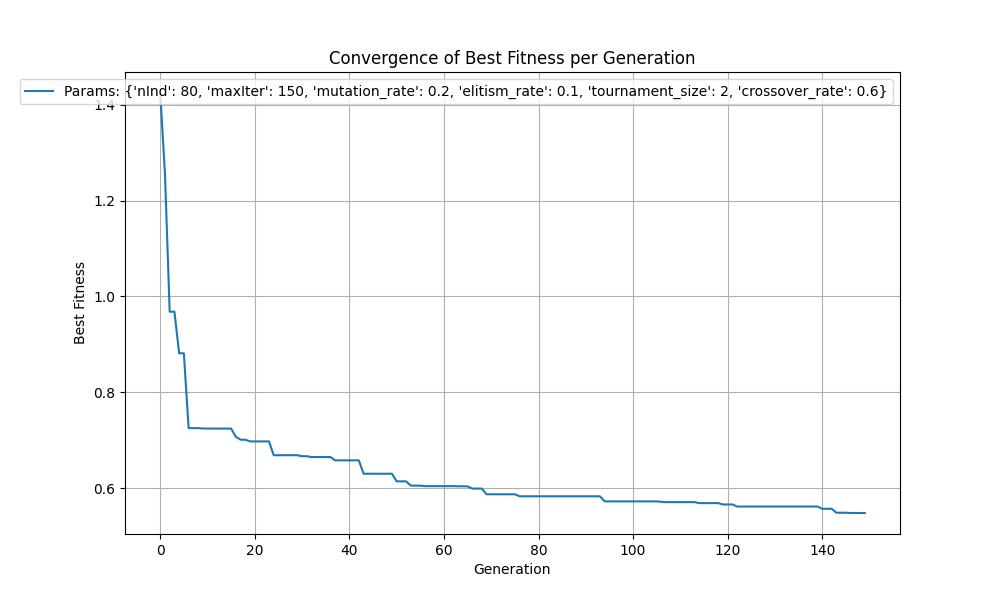 Convergence of Best Fitness per Generation
Params: {'nInd': 80, 'maxIter': 150, 'mutation_rate': 0.2, 'elitism_rate': 0.1, 'tournament_size': 2, 'crossover_rate': 0.6}
1.4
1.2
1.0
0.8
0.6
Best Fitness
0 20 40 60 80 100 120 140
Generation